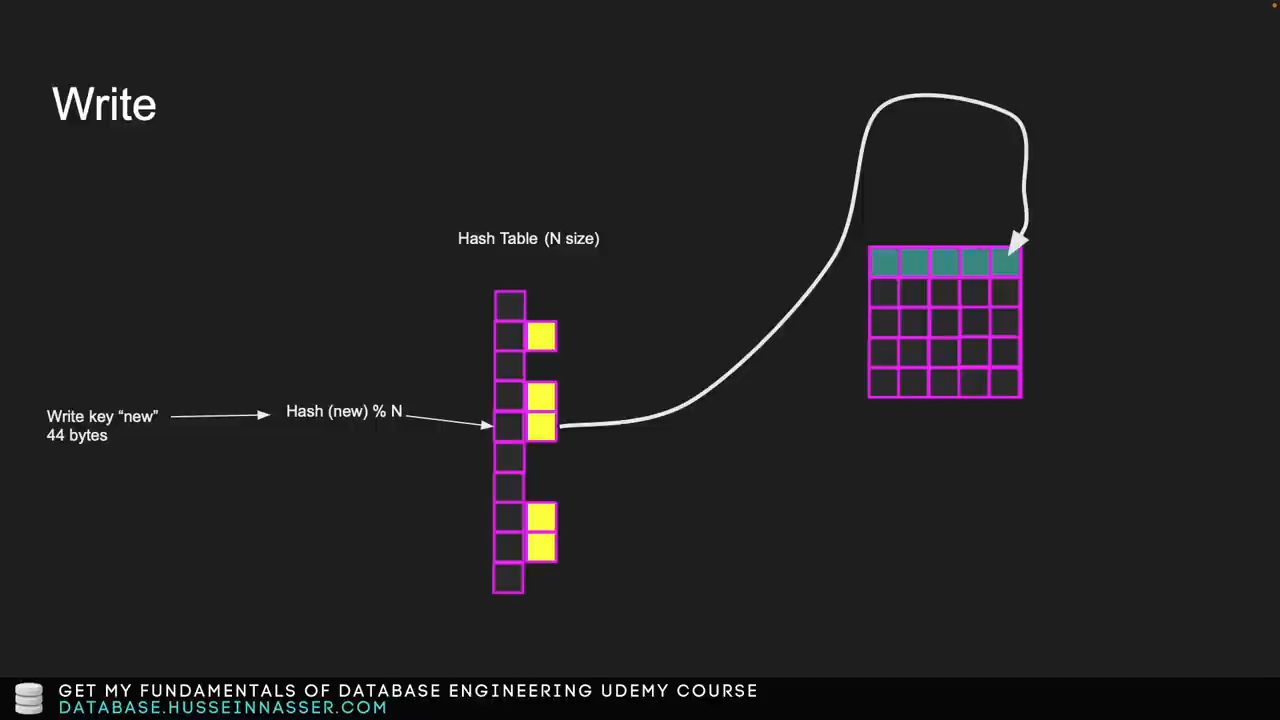 Write
Hash Table (N size)
Write key “new”
44 bytes
Hash (new) % N
GET MY FUNDAMENTALS OF DATABASE ENGINEERING UDEMY COURSE
DATABASE.HUSSEINNASSER.COM